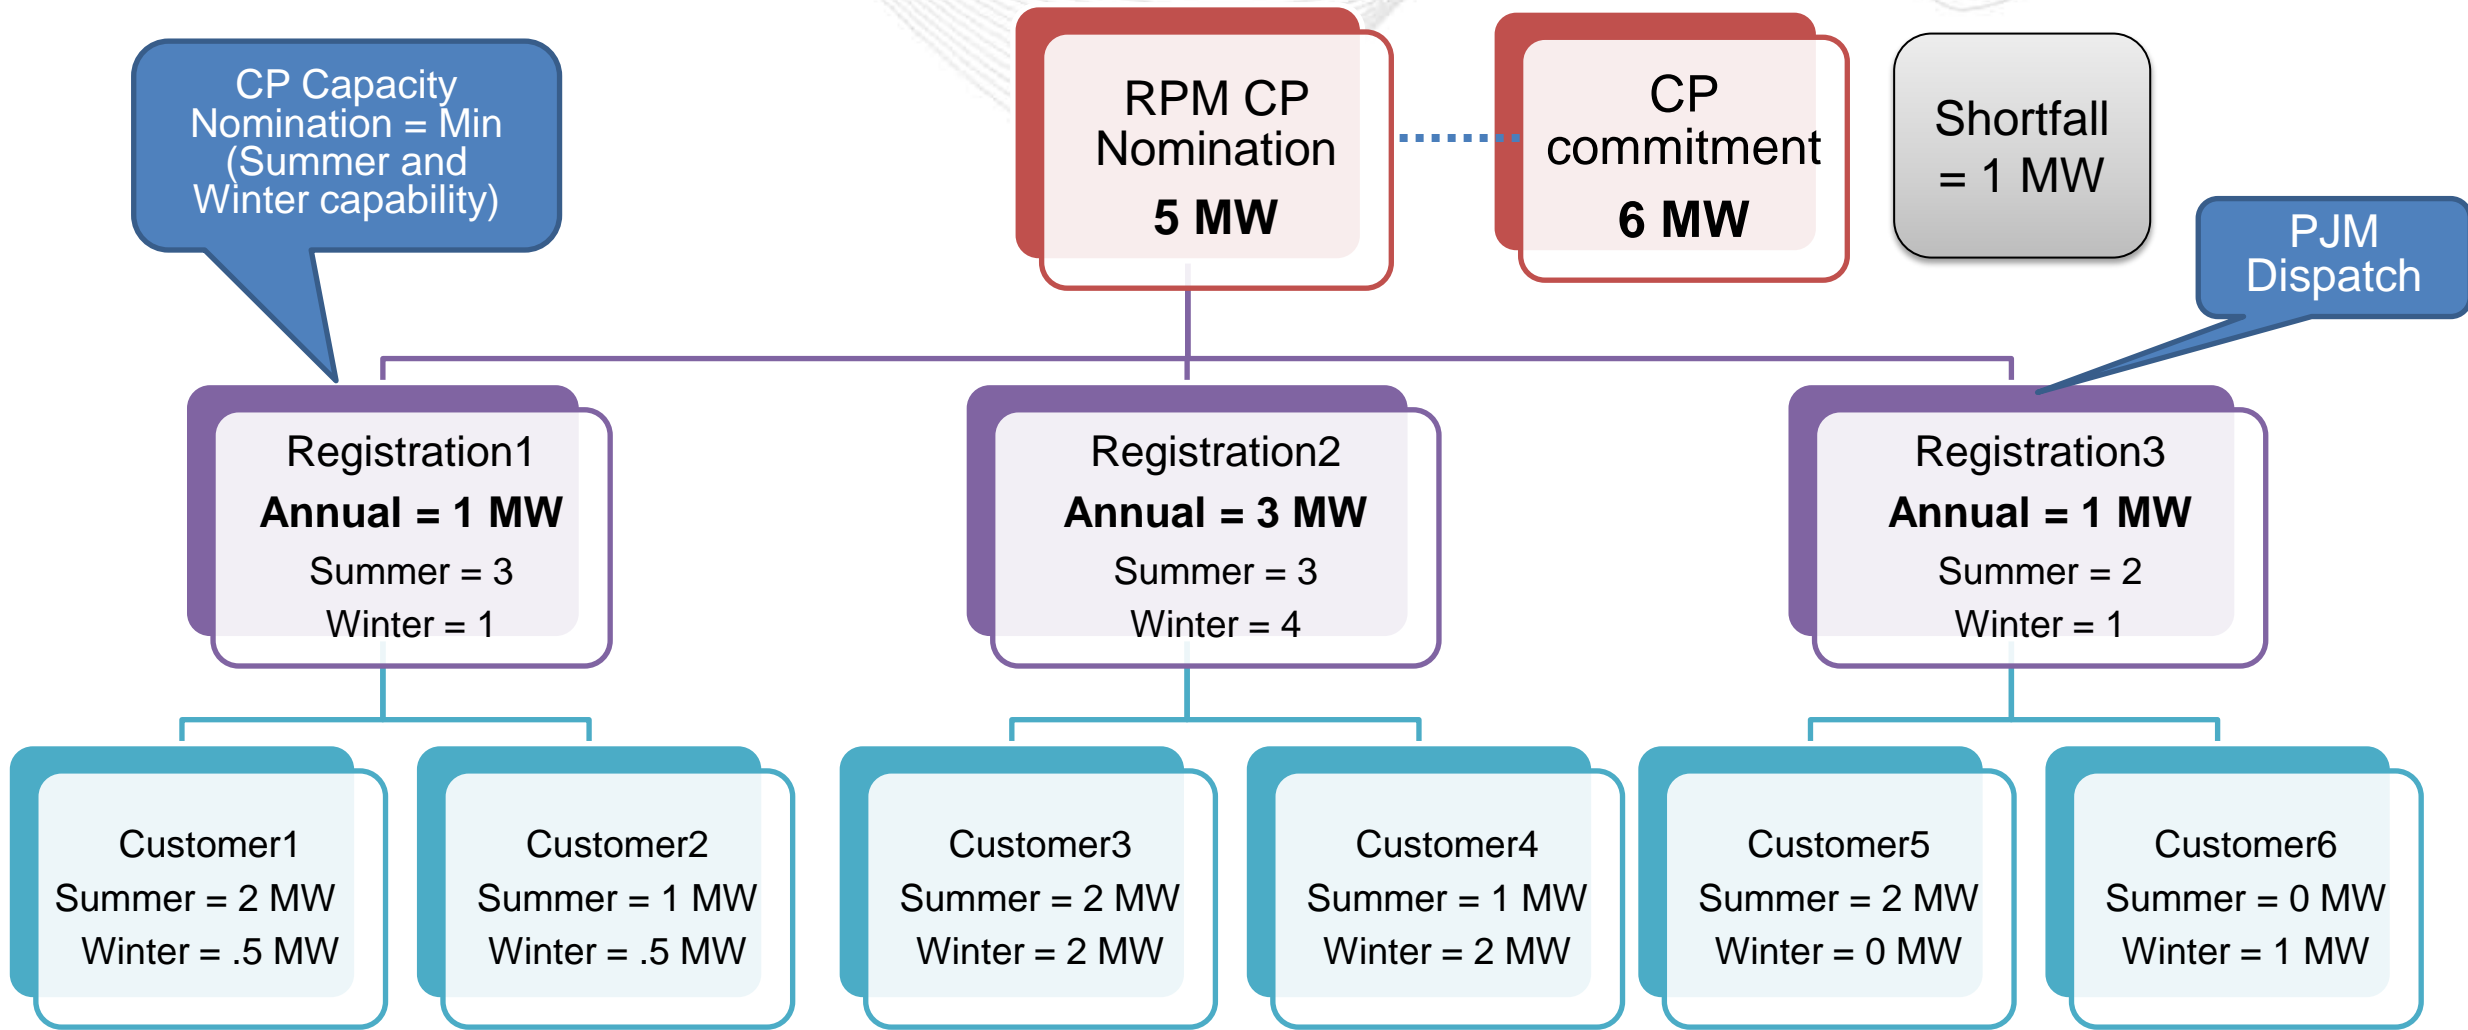 CP Capacity
Nomination = Min
(Summer and
Winter capability)
RPM CP
Nomination
5 MW
CP
commitment
6 MW
Shortfall
= 1 MW
PJM
Dispatch
Registration1
Annual = 1 MW
Summer = 3
Winter = 1
Registration2
Annual = 3 MW
Summer = 3
Winter = 4
Registration3
Annual = 1 MW
Summer = 2
Winter = 1
Customer1
Summer = 2 MW
Winter = .5 MW
Customer2
Summer = 1 MW
Winter = .5 MW
Customer3
Summer = 2 MW
Winter = 2 MW
Customer4
Summer = 1 MW
Winter = 2 MW
Customer5
Summer = 2 MW
Winter = 0 MW
Customer6
Summer = 0 MW
Winter = 1 MW